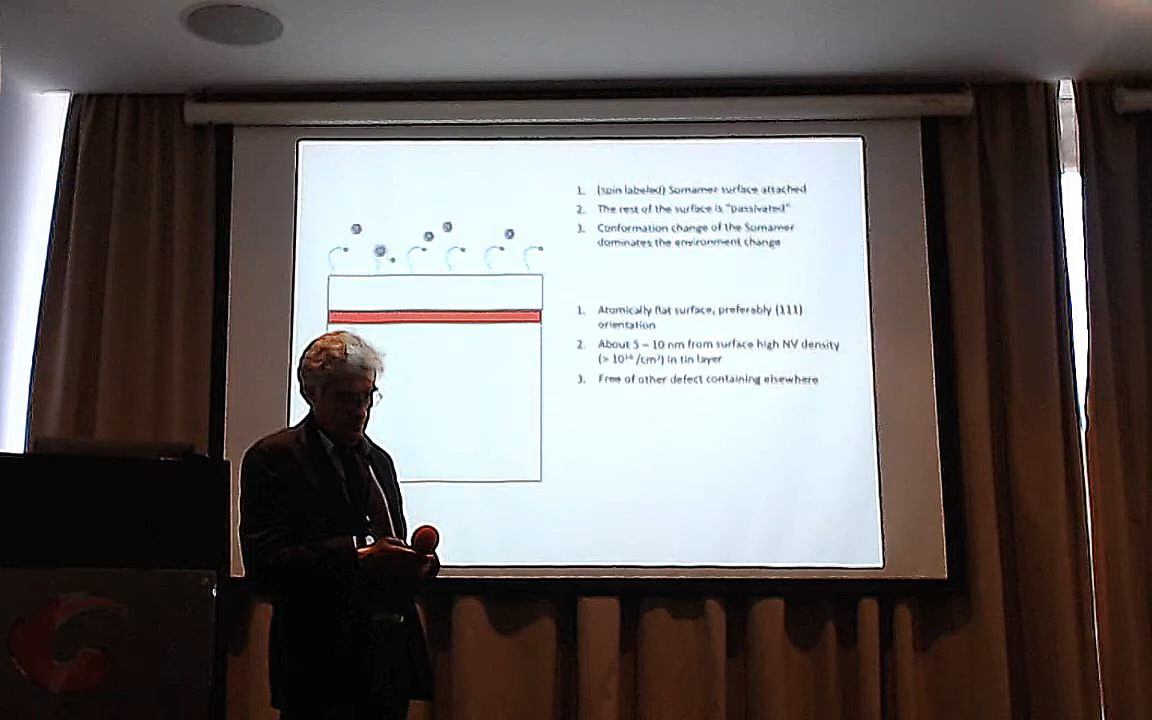 1. (spin labeled) Somamer surface attached
2. The rest of the surface is "passivated"
3. Conformation change of the Somamer
dominates the environment change
1. Atomically flat surface, preferably (111)
orientation
2. About 5 – 10 nm from surface high NV density
(> 10¹⁶ /cm³) in tin layer
3. Free of other defect containing elsewhere